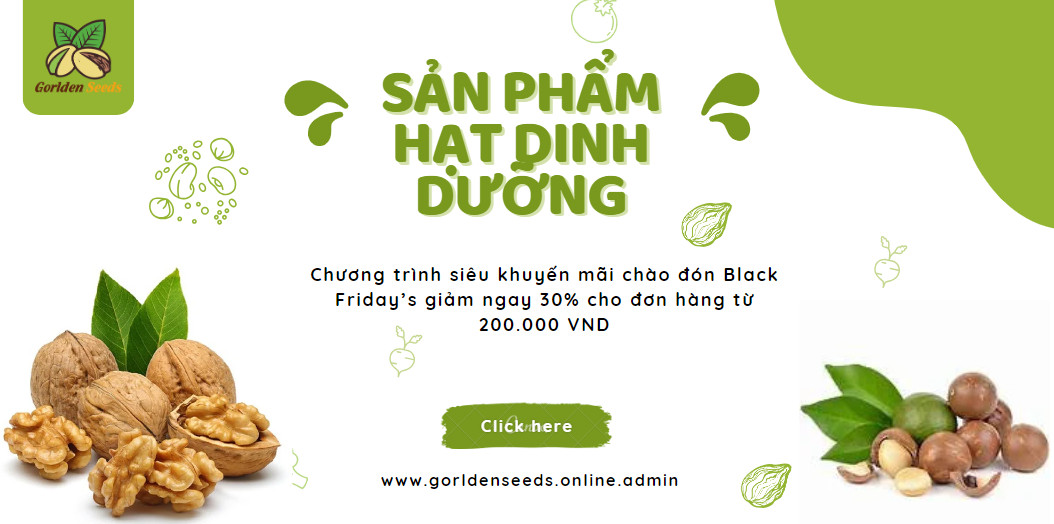 Gorlden Seeds
SẢN PHẨM
HẠT DINH
DƯỠNG
Chương trình siêu khuyến mãi chào đón Black
Friday's giảm ngay 30% cho đơn hàng từ
200.000 VND
Click here
www.gorldenseeds.online.admin